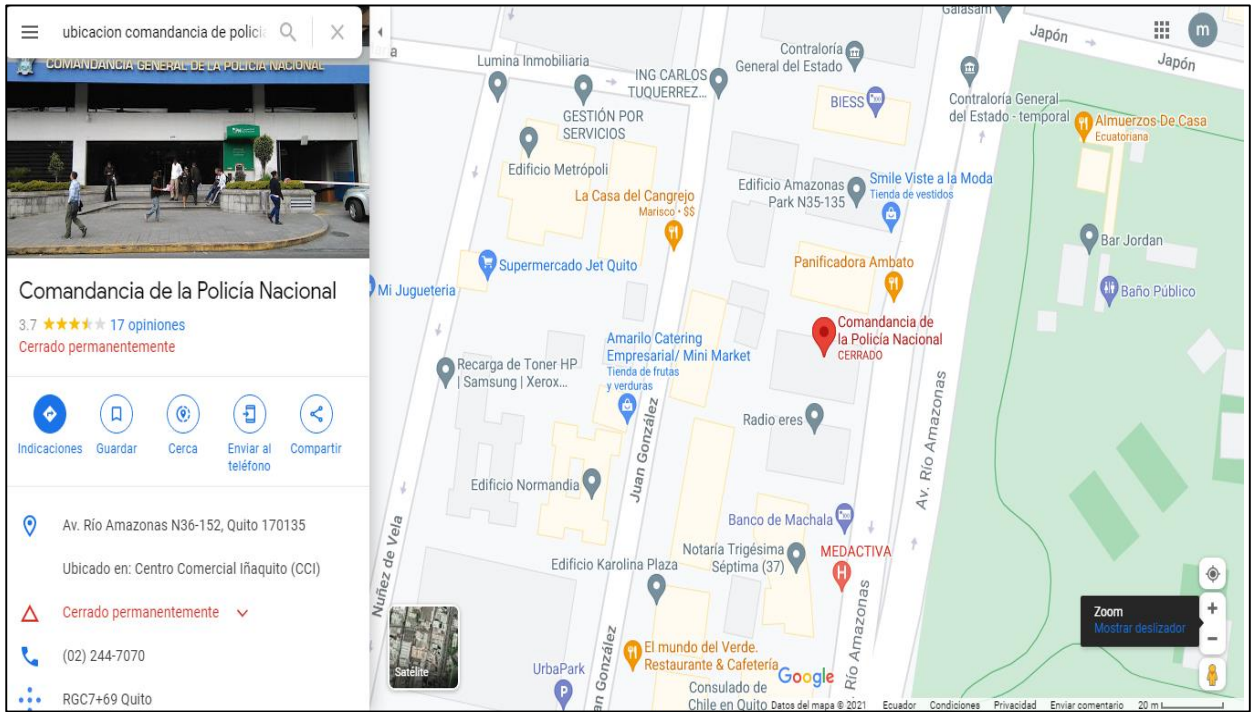 ubicacion comandancia de policí
COMANDANCIA GENERAL DE LA POLICIA NACIONAL
Comandancia de la Policía Nacional
3.7 17 opiniones
Cerrado permanentemente
Indicaciones
Guardar
Cerca
Enviar al
teléfono
Compartir
Av. Río Amazonas N36-152, Quito 170135
Ubicado en: Centro Comercial Iñaquito (CCI)
Cerrado permanentemente
(02) 244-7070
RGC7+69 Quito
Galasam
Japón
Japón
m
Lumina Inmobiliaria
ING CARLOS
TUQUERREZ...
Contraloría
General del Estado
GESTIÓN POR
SERVICIOS
BIESS
Contraloría General
del Estado - temporal
Almuerzos De Casa
Ecuatoriana
Edificio Metrópoli
La Casa del Cangrejo
Marisco • $$
Edificio Amazonas
Park N35-135
Smile Viste a la Moda
Tienda de vestidos
Bar Jordan
Supermercado Jet Quito
Panificadora Ambato
Baño Público
Mi Jugueteria
Comandancia de
la Policía Nacional
CERRADO
Amarilo Catering
Empresarial/ Mini Market
Tienda de frutas
y verduras
Recarga de Toner HP
| Samsung | Xerox...
Radio eres
Juan González
Av. Río Amazonas
Edificio Normandia
Banco de Machala
Nuñez de Vela
Edificio Karolina Plaza
Notaría Trigésima
Séptima (37)
MEDACTIVA
Zoom
Mostrar deslizador
Satélite
El mundo del Verde.
Restaurante & Cafetería
UrbaPark
an González
Río Amazonas
Google
Consulado de
Chile en Quito
Datos del mapa © 2021 Ecuador Condiciones Privacidad Enviar comentario 20 m